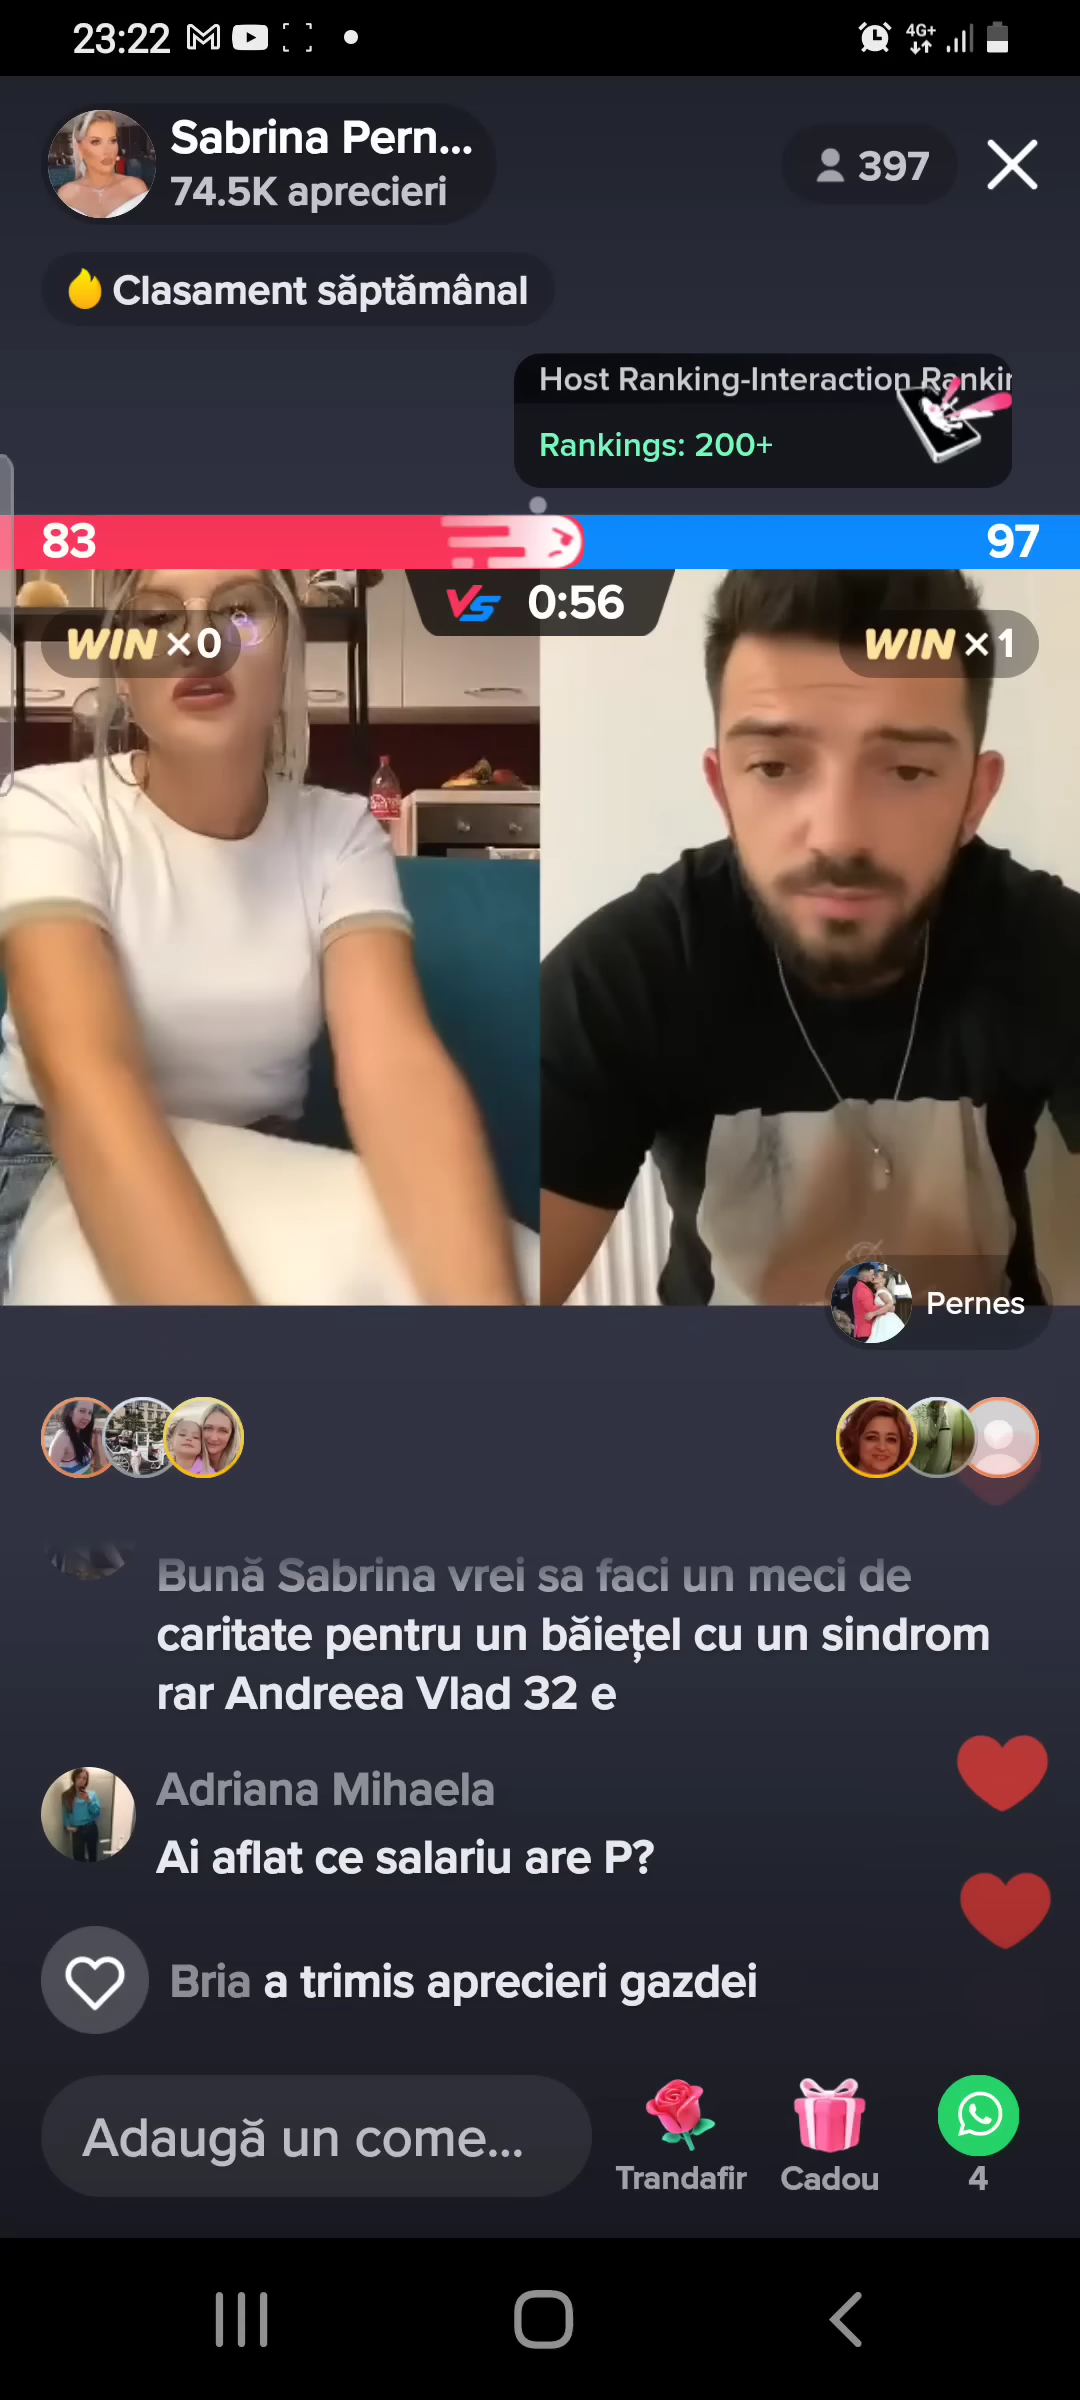 23:22
4G+
Sabrina Pern...
74.5K aprecieri
397
Clasament săptămânal
Host Ranking-Interaction Rankin
Rankings: 200+
83
97
VS 0:56
WIN ×0
WIN ×1
Pernes
Bună Sabrina vrei sa faci un meci de
caritate pentru un băiețel cu un sindrom
rar Andreea Vlad 32 e
Adriana Mihaela
Ai aflat ce salariu are P?
Bria a trimis aprecieri gazdei
Adaugă un come...
Trandafir
Cadou
4